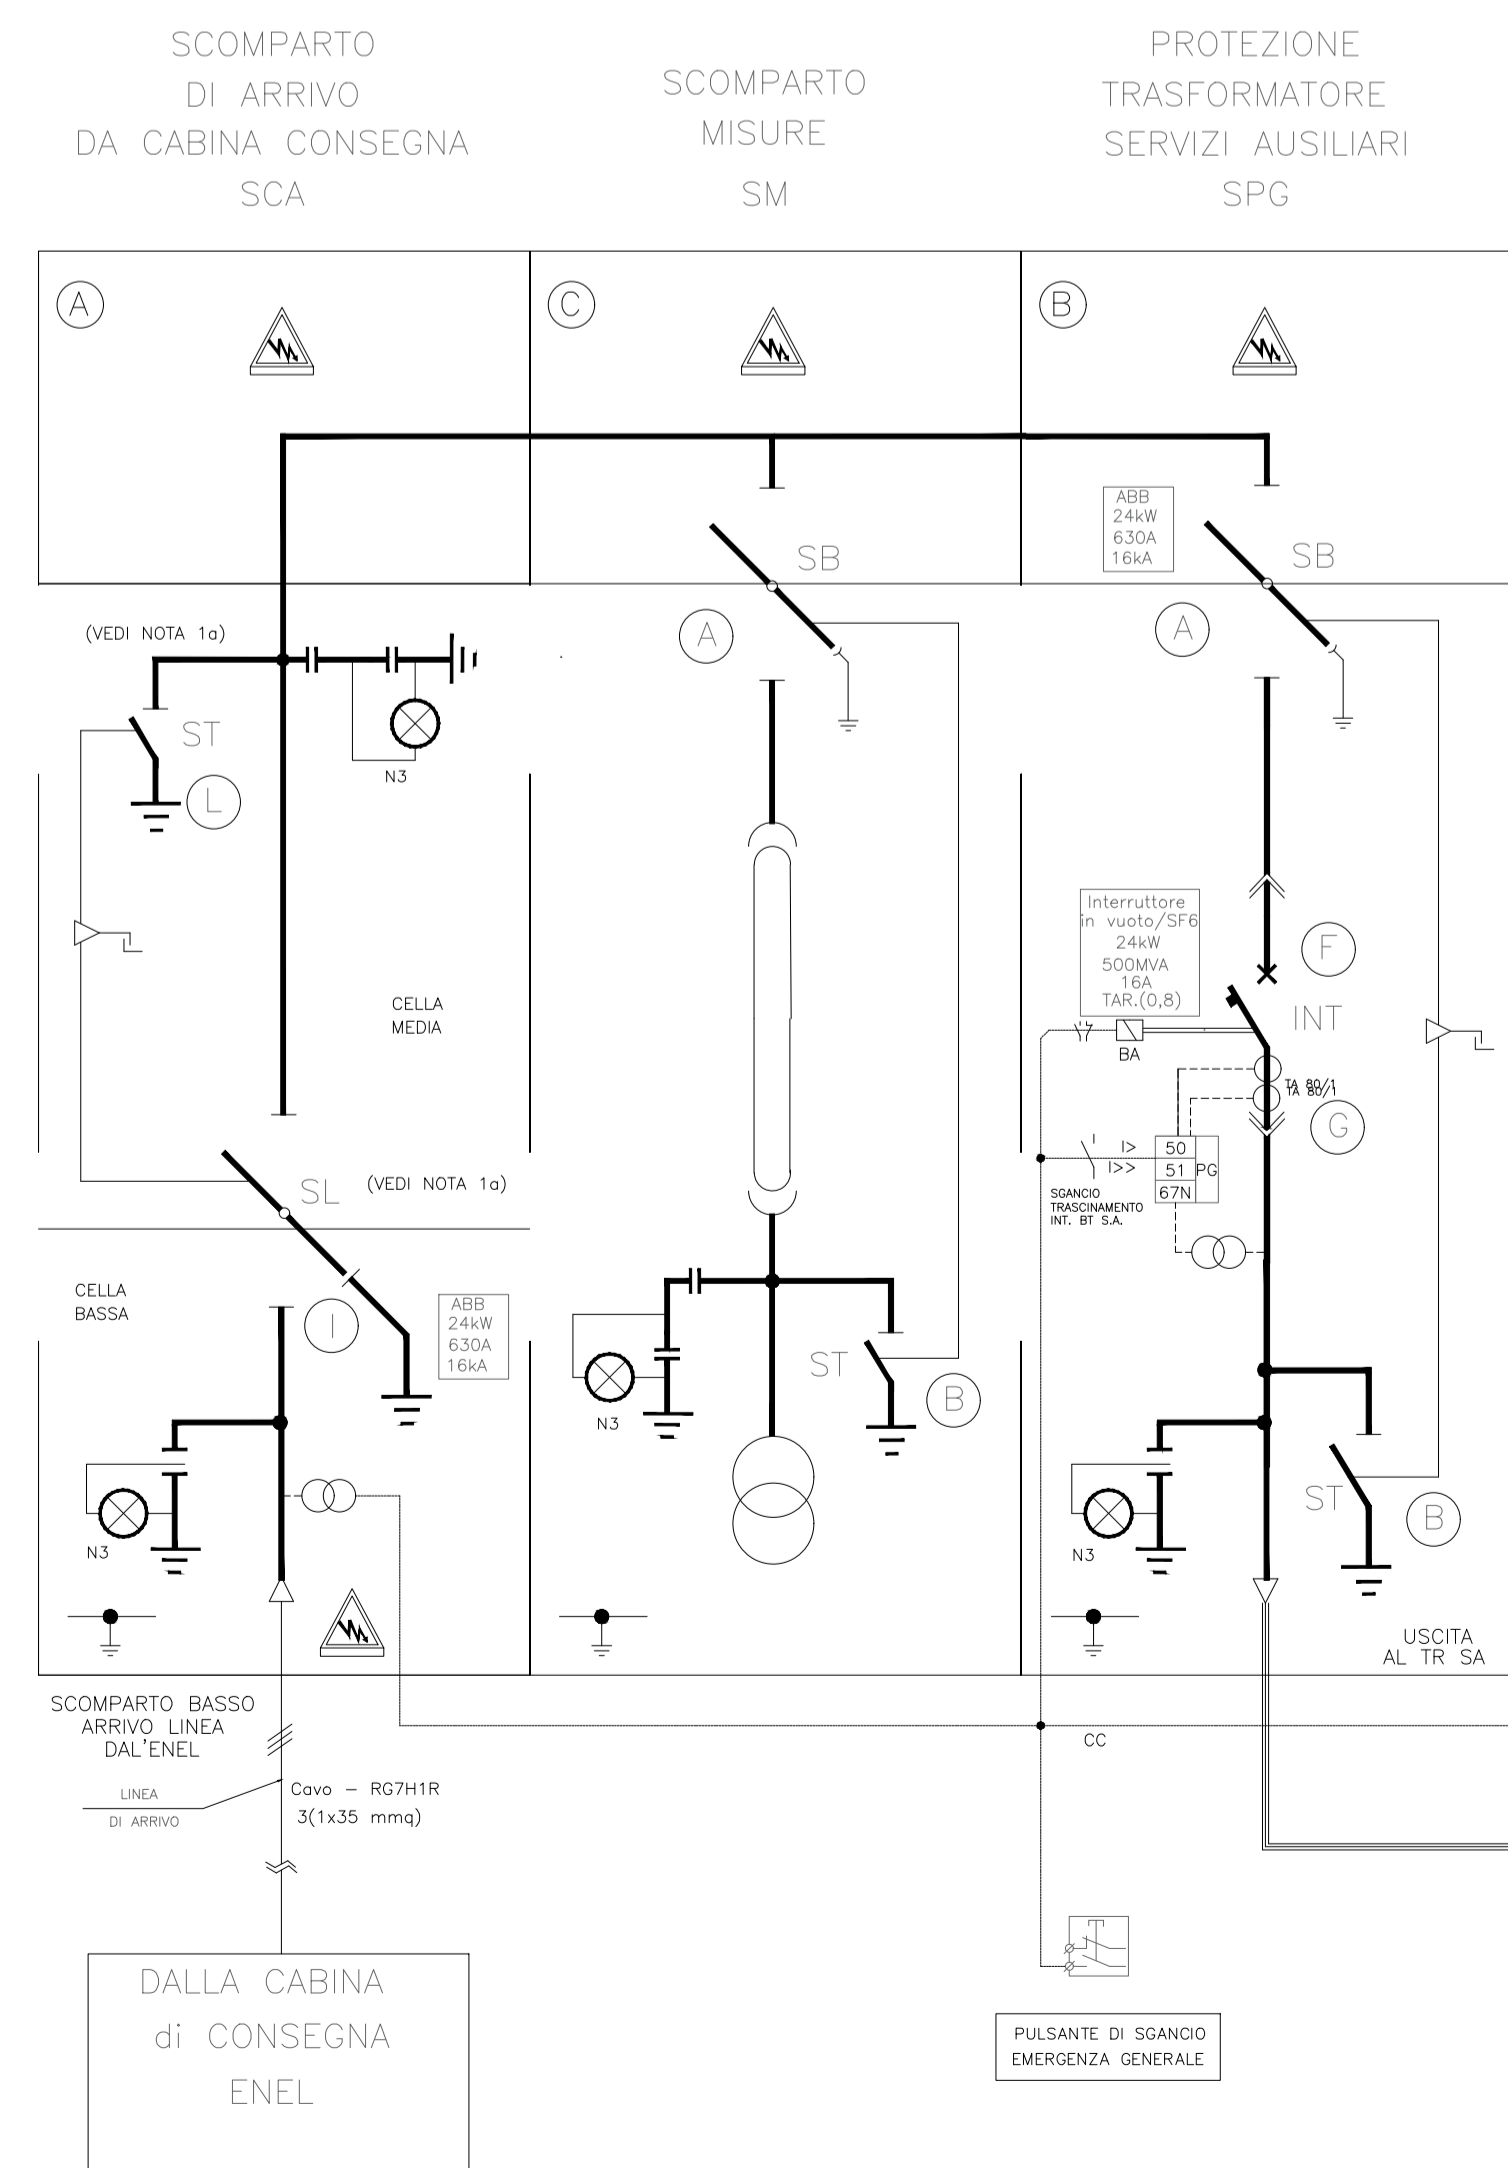 SCOMPARTO
DI ARRIVO
DA CABINA CONSEGNA
SCA
SCOMPARTO
MISURE
SM
PROTEZIONE
TRASFORMATORE
SERVIZI AUSILIARI
SPG
A
C
B
ABB
24kW
630A
16kA
SB
SB
A
A
(VEDI NOTA 1a)
ST
L
N3
CELLA
MEDIA
Interruttore
in vuoto/SF6
24kW
500MVA
16A
TAR.(0,8)
F
INT
BA
TA 80/1
TA 80/1
G
I>
I>>
50
51
67N
PG
SGANCIO
TRASCINAMENTO
INT. BT S.A.
SL
(VEDI NOTA 1a)
CELLA
BASSA
I
ABB
24kW
630A
16kA
N3
ST
B
N3
N3
ST
B
USCITA
AL TR SA
SCOMPARTO BASSO
ARRIVO LINEA
DAL'ENEL
CC
LINEA
DI ARRIVO
Cavo – RG7H1R
3(1x35 mmq)
DALLA CABINA
di CONSEGNA
ENEL
PULSANTE DI SGANCIO
EMERGENZA GENERALE